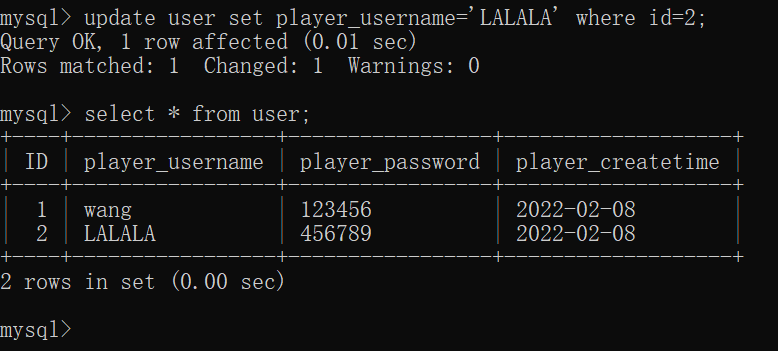 mysql> update user set player_username='LALALA' where id=2;
Query OK, 1 row affected (0.01 sec)
Rows matched: 1  Changed: 1  Warnings: 0

mysql> select * from user;
+----+-----------------+-----------------+-------------------+
| ID | player_username | player_password | player_createtime |
+----+-----------------+-----------------+-------------------+
|  1 | wang            | 123456          | 2022-02-08        |
|  2 | LALALA          | 456789          | 2022-02-08        |
+----+-----------------+-----------------+-------------------+
2 rows in set (0.00 sec)

mysql>